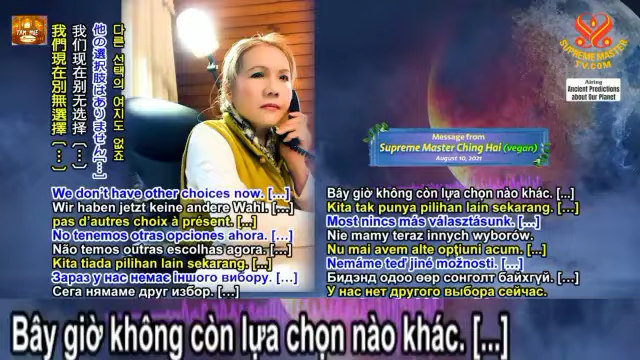 TAM HUE
我們現在別無選擇 […]
我们现在别无选择 […]
他の選択肢はありません […]
다른 선택의 여지도 없죠
SUPREME MASTER
TV.COM
Airing
Ancient Predictions
about Our Planet
Message from
Supreme Master Ching Hai (vegan)
August 10, 2021
We don't have other choices now. […]
Wir haben jetzt keine andere Wahl. […]
pas d'autres choix à présent. […]
No tenemos otras opciones ahora. […]
Não temos outras escolhas agora. […]
Kita tiada pilihan lain sekarang. […]
Зараз у нас немає іншого вибору. […]
Сега нямаме друг избор. […]
Bây giờ không còn lựa chọn nào khác. […]
Kita tak punya pilihan lain sekarang. […]
Most nincs más választásunk. […]
Nie mamy teraz innych wyborów.
Nu mai avem alte opţiuni acum. […]
Nemáme teď jiné možnosti. […]
Бидэнд одоо өөр сонголт байхгүй. […]
У нас нет другого выбора сейчас.
Bây giờ không còn lựa chọn nào khác. [...]